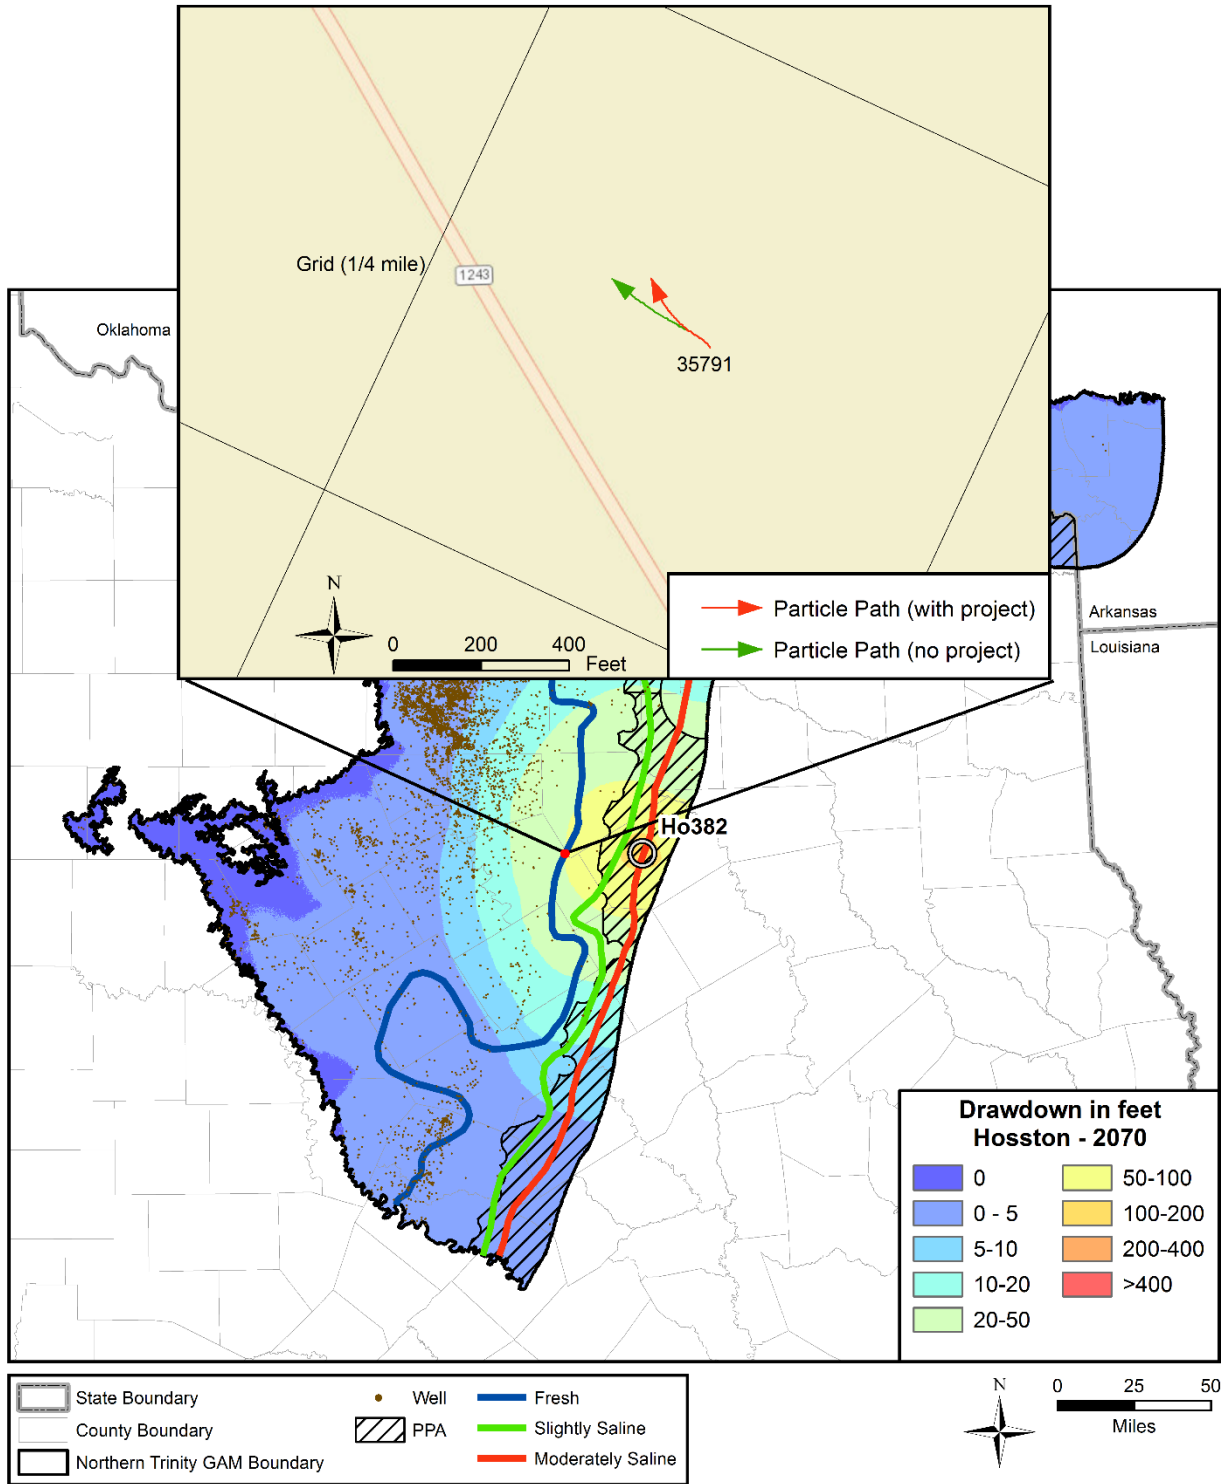 Grid (1/4 mile)
1243
35791
N
0 200 400
Feet
Particle Path (with project)
Particle Path (no project)
Oklahoma
Arkansas
Louisiana
Ho382
Drawdown in feet
Hosston - 2070
0
0 - 5
5-10
10-20
20-50
50-100
100-200
200-400
>400
State Boundary
County Boundary
Northern Trinity GAM Boundary
Well
PPA
Fresh
Slightly Saline
Moderately Saline
N
0 25 50
Miles